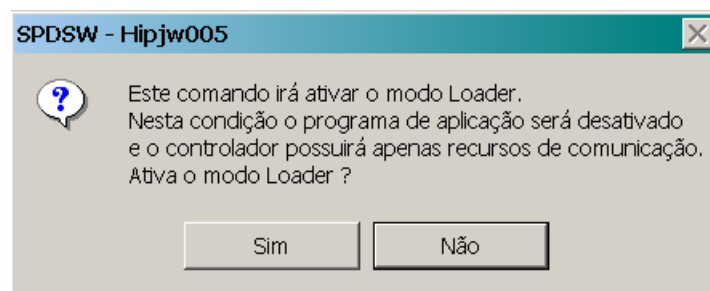 SPDSW - Hipjw005
Este comando irá ativar o modo Loader.
Nesta condição o programa de aplicação será desativado
e o controlador possuirá apenas recursos de comunicação.
Ativa o modo Loader ?
Sim
Não